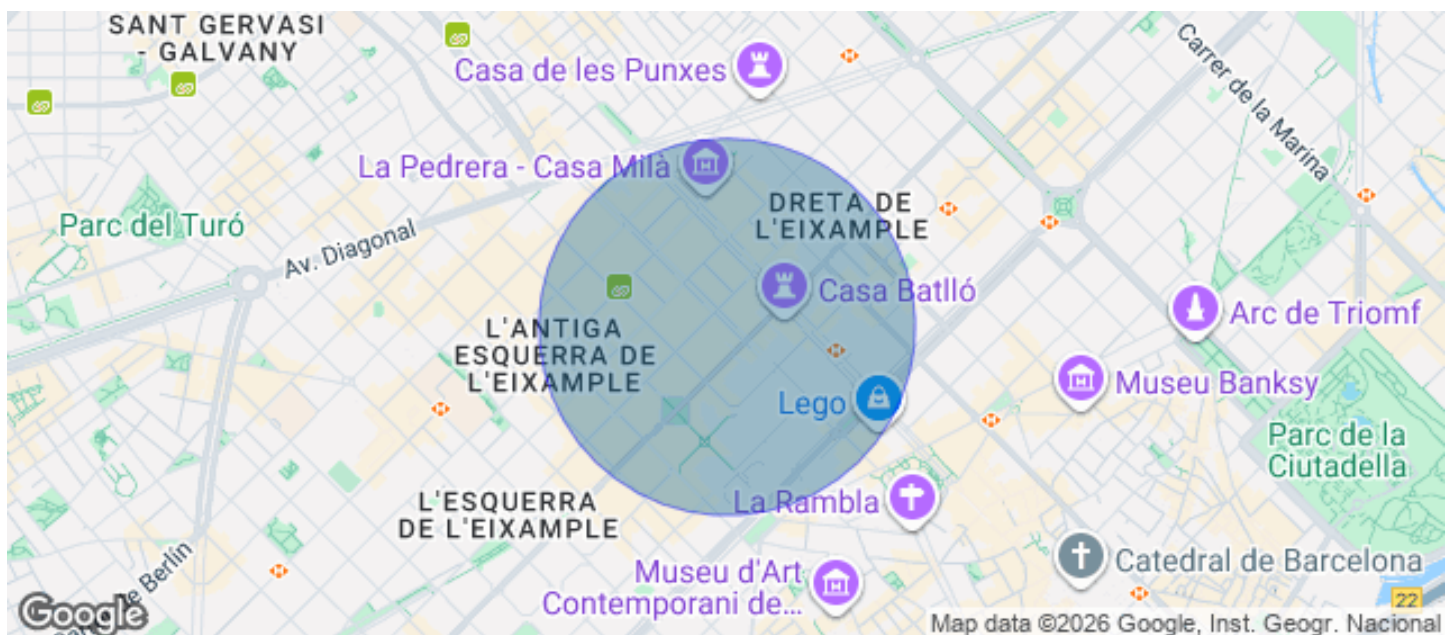 SANT GERVASI
- GALVANY
Casa de les Punxes
Carrer de la Marina
La Pedrera - Casa Milà
DRETA DE
L'EIXAMPLE
Parc del Turó
Av. Diagonal
Casa Batlló
Arc de Triomf
L'ANTIGA
ESQUERRA DE
L'EIXAMPLE
Museu Banksy
Lego
Parc de la
Ciutadella
L'ESQUERRA
DE L'EIXAMPLE
La Rambla
de Berlín
Museu d'Art
Contemporani de...
Catedral de Barcelona
22
Google
Map data ©2026 Google, Inst. Geogr. Nacional